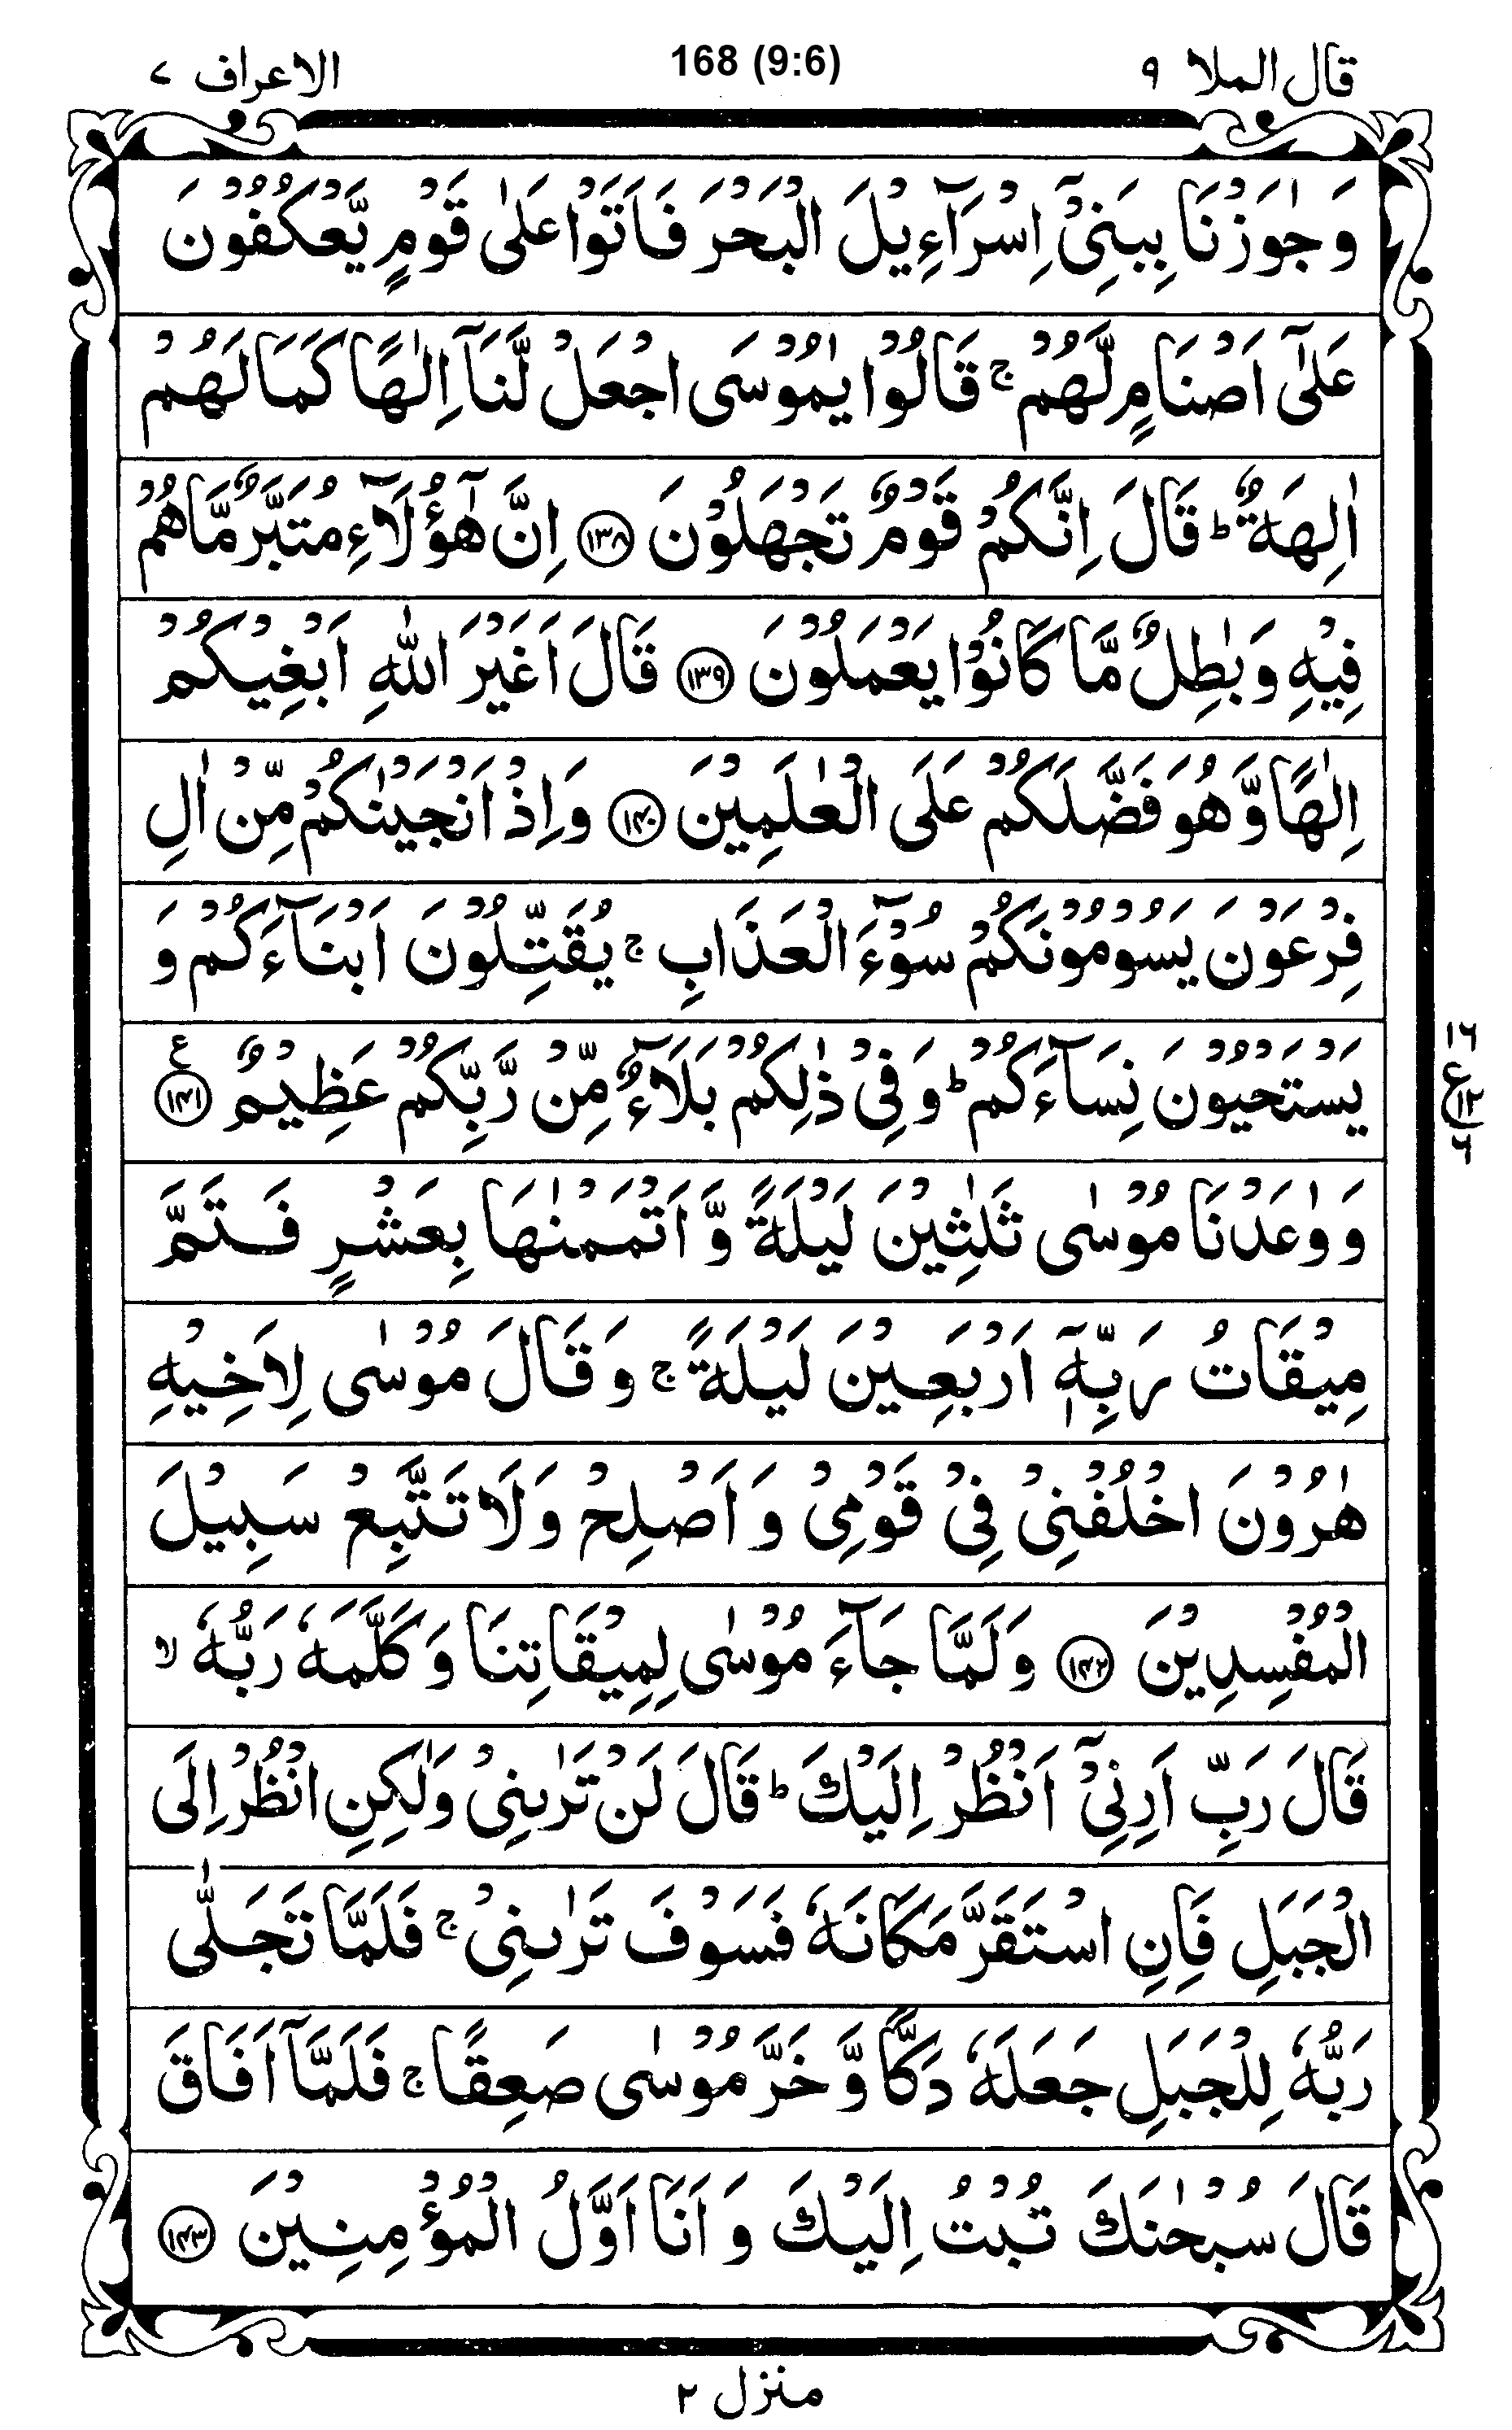 قال الملا ٩ 168 (9:6) الاعراف ٧
وَجٰوَزْنَا بِبَنِیْۤ اِسْرَآءِیْلَ الْبَحْرَ فَاَتَوْا عَلٰی قَوْمٍ یَّعْكُفُوْنَ
عَلٰۤی اَصْنَامٍ لَّهُمْ ۚ قَالُوْا یٰمُوْسَی اجْعَلْ لَّنَاۤ اِلٰهًا كَمَا لَهُمْ
اٰلِهَةٌ ؕ قَالَ اِنَّكُمْ قَوْمٌ تَجْهَلُوْنَ ﴿۱۳۸﴾ اِنَّ هٰۤؤُلَآءِ مُتَبَّرٌ مَّا هُمْ
فِیْهِ وَبٰطِلٌ مَّا كَانُوْا یَعْمَلُوْنَ ﴿۱۳۹﴾ قَالَ اَغَیْرَ اللّٰهِ اَبْغِیْكُمْ
اِلٰهًا وَّهُوَ فَضَّلَكُمْ عَلَی الْعٰلَمِیْنَ ﴿۱۴۰﴾ وَاِذْ اَنْجَیْنٰكُمْ مِّنْ اٰلِ
فِرْعَوْنَ یَسُوْمُوْنَكُمْ سُوْٓءَ الْعَذَابِ ۚ یُقَتِّلُوْنَ اَبْنَآءَكُمْ وَ
یَسْتَحْیُوْنَ نِسَآءَكُمْ ؕ وَفِیْ ذٰلِكُمْ بَلَآءٌ مِّنْ رَّبِّكُمْ عَظِیْمٌ ﴿۱۴۱﴾ ع
١٦
ع ١٢
٦
وَوٰعَدْنَا مُوْسٰی ثَلٰثِیْنَ لَیْلَةً وَّاَتْمَمْنٰهَا بِعَشْرٍ فَتَمَّ
مِیْقَاتُ رَبِّهٖۤ اَرْبَعِیْنَ لَیْلَةً ۚ وَقَالَ مُوْسٰی لِاَخِیْهِ
هٰرُوْنَ اخْلُفْنِیْ فِیْ قَوْمِیْ وَاَصْلِحْ وَلَا تَتَّبِعْ سَبِیْلَ
الْمُفْسِدِیْنَ ﴿۱۴۲﴾ وَلَمَّا جَآءَ مُوْسٰی لِمِیْقَاتِنَا وَكَلَّمَهٗ رَبُّهٗ ۙ
قَالَ رَبِّ اَرِنِیْۤ اَنْظُرْ اِلَیْكَ ؕ قَالَ لَنْ تَرٰىنِیْ وَلٰكِنِ انْظُرْ اِلَی
الْجَبَلِ فَاِنِ اسْتَقَرَّ مَكَانَهٗ فَسَوْفَ تَرٰىنِیْ ۚ فَلَمَّا تَجَلّٰی
رَبُّهٗ لِلْجَبَلِ جَعَلَهٗ دَكًّا وَّخَرَّ مُوْسٰی صَعِقًا ۚ فَلَمَّاۤ اَفَاقَ
قَالَ سُبْحٰنَكَ تُبْتُ اِلَیْكَ وَاَنَا اَوَّلُ الْمُؤْمِنِیْنَ ﴿۱۴۳﴾
منزل ٢